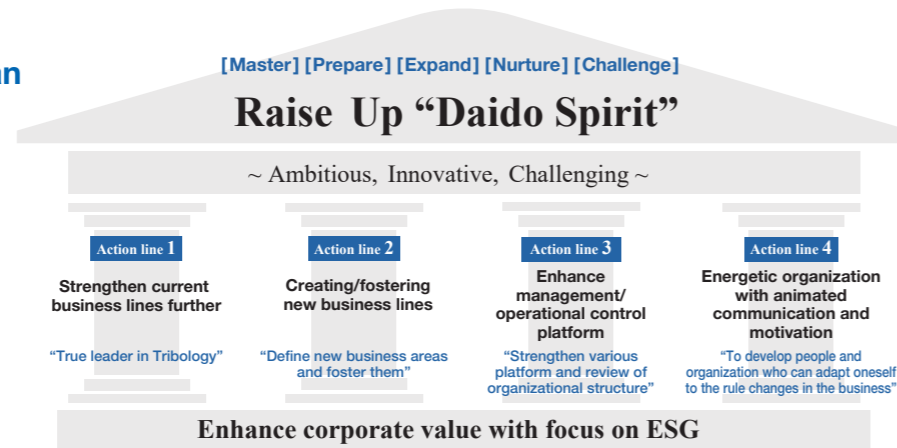 an
[Master] [Prepare] [Expand] [Nurture] [Challenge]
Raise Up “Daido Spirit”
~ Ambitious, Innovative, Challenging ~
Action line 1
Strengthen current
business lines further
“True leader in Tribology”
Action line 2
Creating/fostering
new business lines
“Define new business areas
and foster them”
Action line 3
Enhance
management/
operational control
platform
“Strengthen various
platform and review of
organizational structure”
Action line 4
Energetic organization
with animated
communication and
motivation
“To develop people and
organization who can adapt oneself
to the rule changes in the business”
Enhance corporate value with focus on ESG